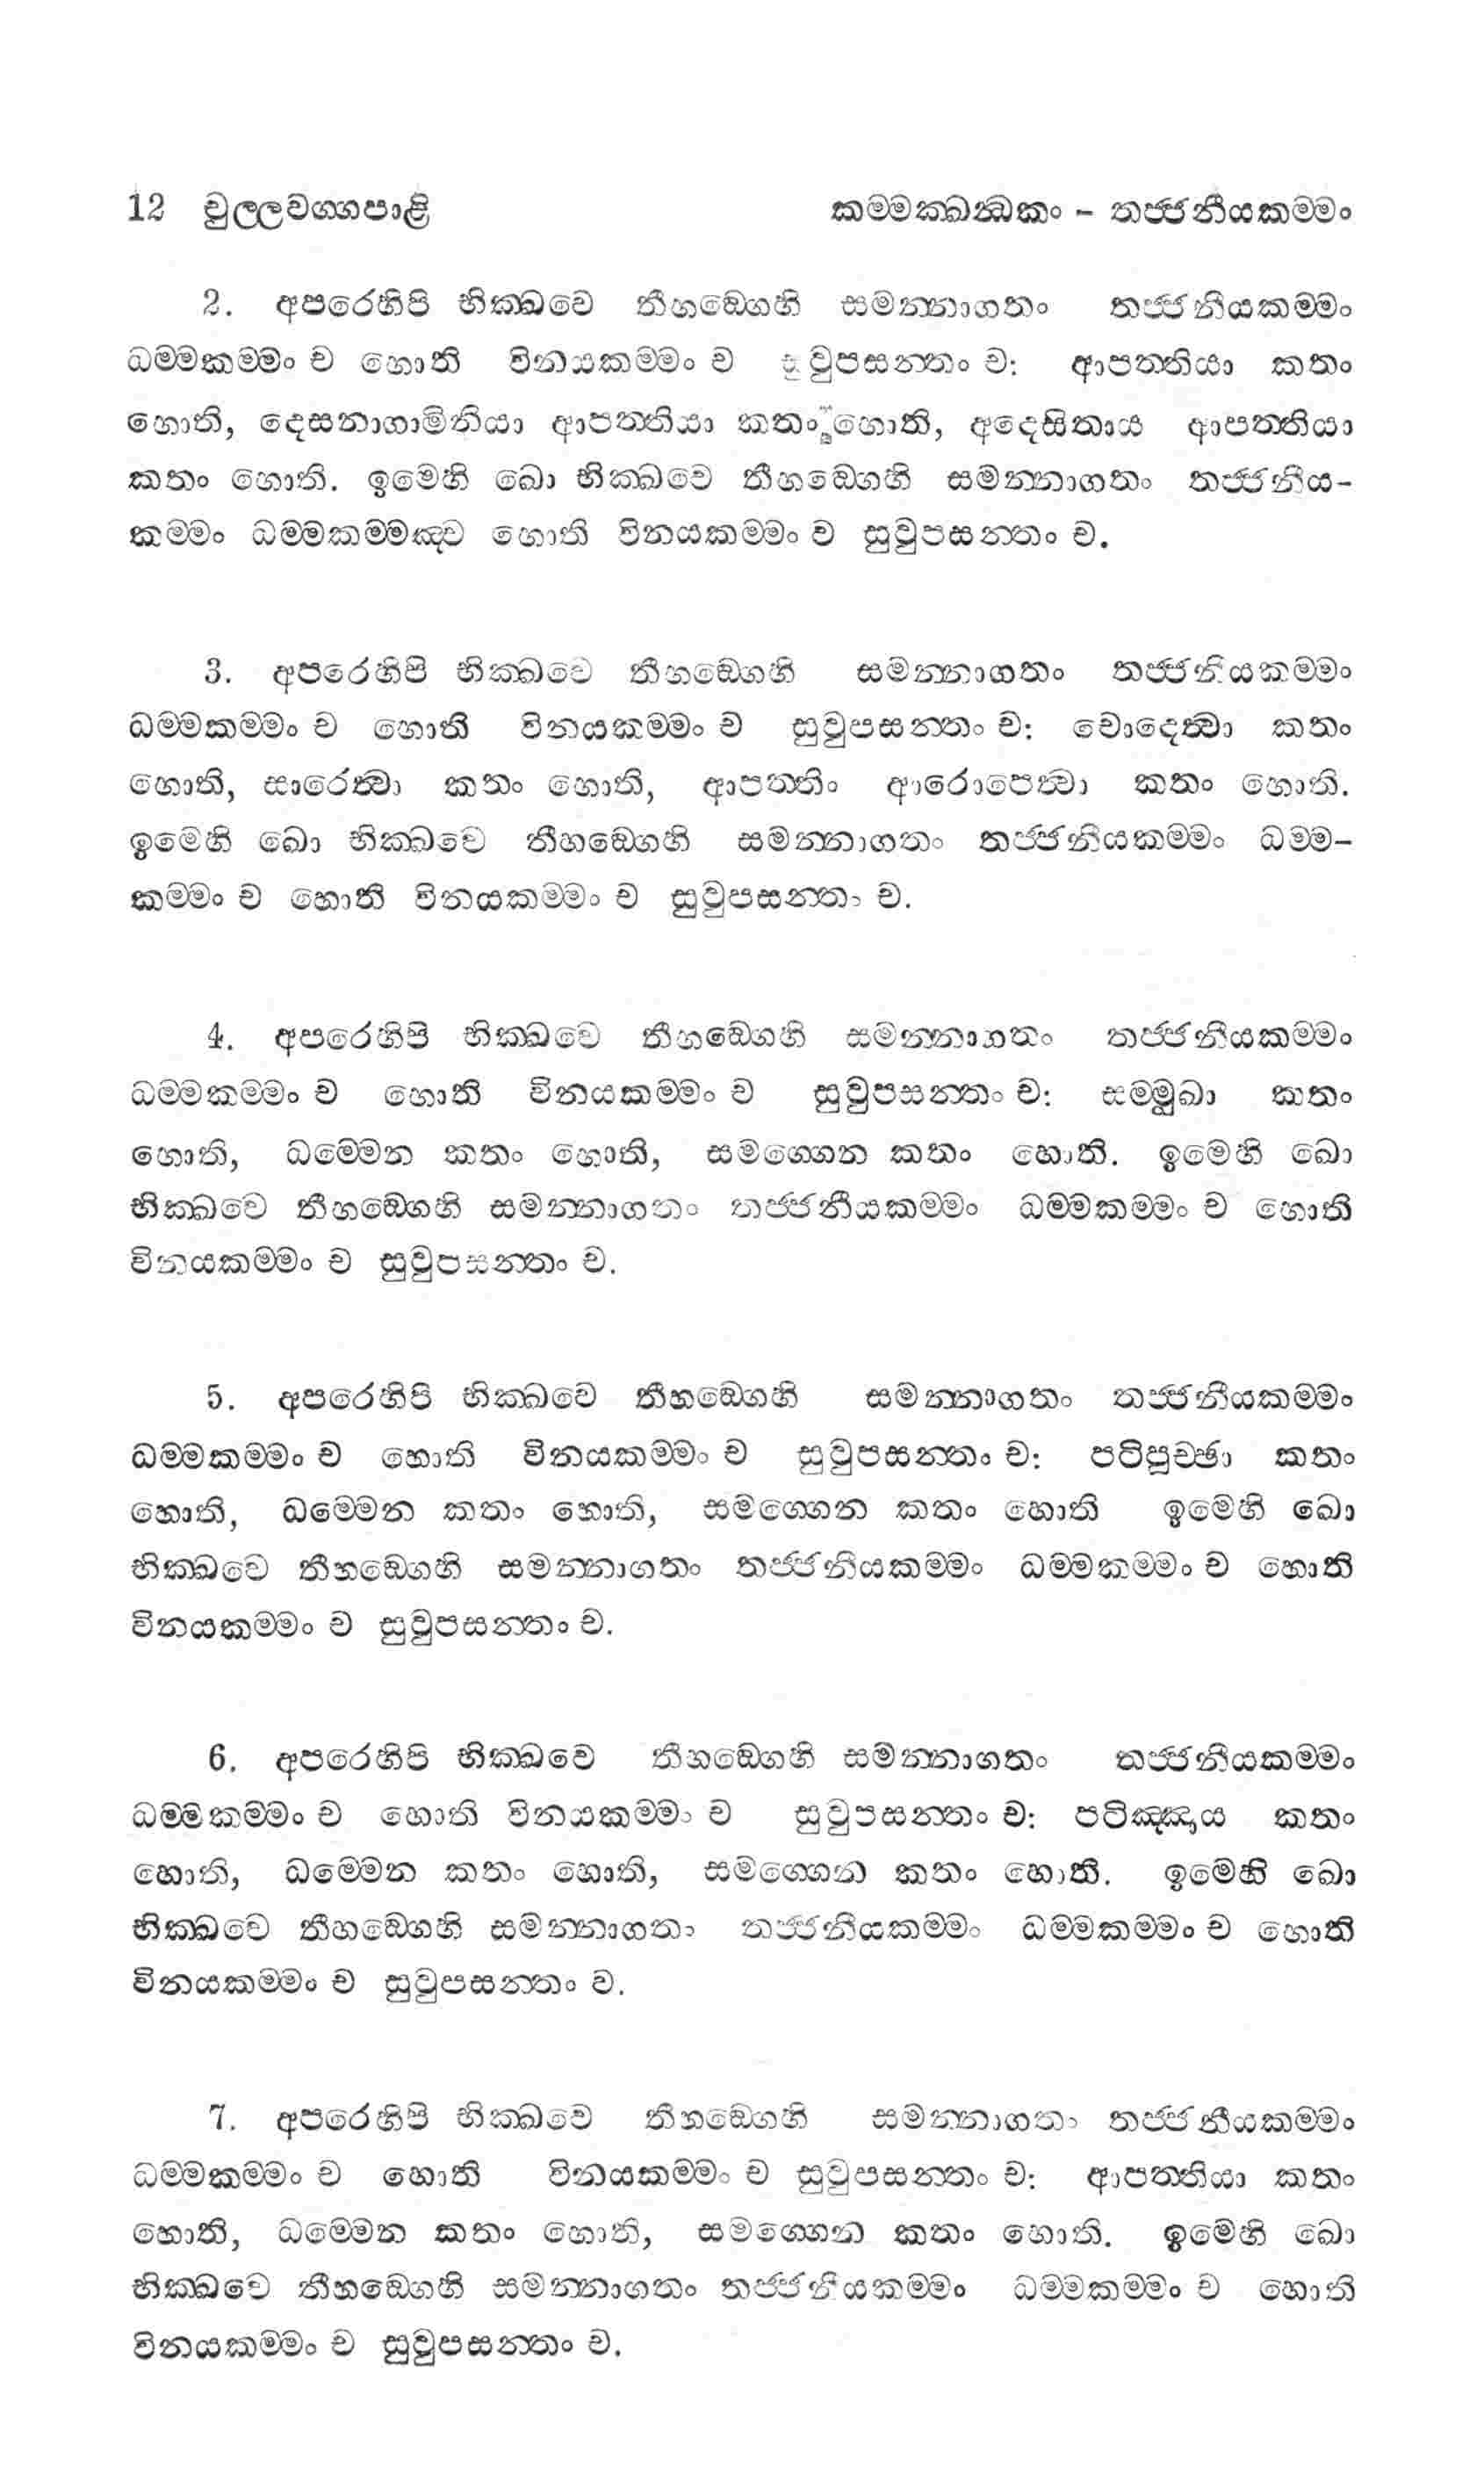 12 චුල්ලවග්ගපාළි කම්මක්ඛන්ධකං - තජ්ජනීයකම්මං
2. අපරෙහිපි භික්ඛවෙ තීහඞ්ගෙහි සමන්නාගතං තජ්ජනීයකම්මං
ධම්මකම්මං ච හොති විනයකම්මං ච සුවූපසන්තං ච: ආපත්තියා කතං
හොති, දෙසනාගාමිනියා ආපත්තියා කතං හොති, අදෙසිතාය ආපත්තියා
කතං හොති. ඉමෙහි ඛො භික්ඛවෙ තීහඞ්ගෙහි සමන්නාගතං තජ්ජනීය-
කම්මං ධම්මකම්මඤ්ච හොති විනයකම්මං ච සුවූපසන්තං ච.
3. අපරෙහිපි භික්ඛවෙ තීහඞ්ගෙහි සමන්නාගතං තජ්ජනීයකම්මං
ධම්මකම්මං ච හොති විනයකම්මං ච සුවූපසන්තං ච: චොදෙත්වා කතං
හොති, සාරෙත්වා කතං හොති, ආපත්තිං ආරොපෙත්වා කතං හොති.
ඉමෙහි ඛො භික්ඛවෙ තීහඞ්ගෙහි සමන්නාගතං තජ්ජනීයකම්මං ධම්ම-
කම්මං ච හොති විනයකම්මං ච සුවූපසන්තං ච.
4. අපරෙහිපි භික්ඛවෙ තීහඞ්ගෙහි සමන්නාගතං තජ්ජනීයකම්මං
ධම්මකම්මං ච හොති විනයකම්මං ච සුවූපසන්තං ච: සම්මුඛා කතං
හොති, ධම්මෙන කතං හොති, සමග්ගෙන කතං හොති. ඉමෙහි ඛො
භික්ඛවෙ තීහඞ්ගෙහි සමන්නාගතං තජ්ජනීයකම්මං ධම්මකම්මං ච හොති
විනයකම්මං ච සුවූපසන්තං ච.
5. අපරෙහිපි භික්ඛවෙ තීහඞ්ගෙහි සමන්නාගතං තජ්ජනීයකම්මං
ධම්මකම්මං ච හොති විනයකම්මං ච සුවූපසන්තං ච: පටිපුච්ඡා කතං
හොති, ධම්මෙන කතං හොති, සමග්ගෙන කතං හොති ඉමෙහි ඛො
භික්ඛවෙ තීහඞ්ගෙහි සමන්නාගතං තජ්ජනීයකම්මං ධම්මකම්මං ච හොති
විනයකම්මං ච සුවූපසන්තං ච.
6. අපරෙහිපි භික්ඛවෙ තීහඞ්ගෙහි සමන්නාගතං තජ්ජනීයකම්මං
ධම්මකම්මං ච හොති විනයකම්මං ච සුවූපසන්තං ච: පටිඤ්ඤාය කතං
හොති, ධම්මෙන කතං හොති, සමග්ගෙන කතං හොති. ඉමෙහි ඛො
භික්ඛවෙ තීහඞ්ගෙහි සමන්නාගතං තජ්ජනීයකම්මං ධම්මකම්මං ච හොති
විනයකම්මං ච සුවූපසන්තං ච.
7. අපරෙහිපි භික්ඛවෙ තීහඞ්ගෙහි සමන්නාගතං තජ්ජනීයකම්මං
ධම්මකම්මං ච හොති විනයකම්මං ච සුවූපසන්තං ච: ආපත්තියා කතං
හොති, ධම්මෙන කතං හොති, සමග්ගෙන කතං හොති. ඉමෙහි ඛො
භික්ඛවෙ තීහඞ්ගෙහි සමන්නාගතං තජ්ජනීයකම්මං ධම්මකම්මං ච හොති
විනයකම්මං ච සුවූපසන්තං ච.